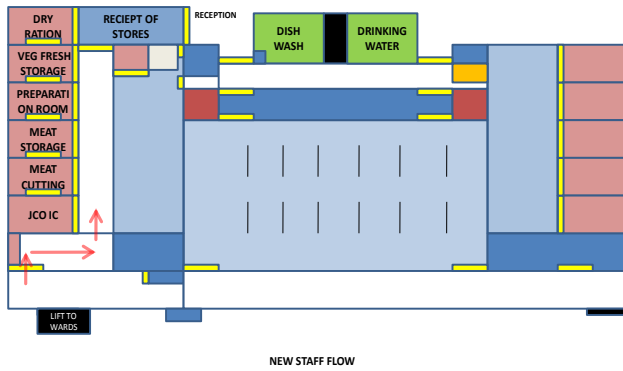 DRY
RATION
RECIEPT OF
STORES
RECEPTION
DISH
WASH
DRINKING
WATER
VEG FRESH
STORAGE
PREPARATI
ON ROOM
MEAT
STORAGE
MEAT
CUTTING
JCO IC
LIFT TO
WARDS
NEW STAFF FLOW